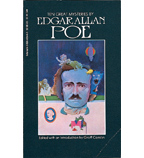 TEN GREAT MYSTERIES BY
EDGAR ALLAN
POE
Edited with an Introduction by Groff Conklin